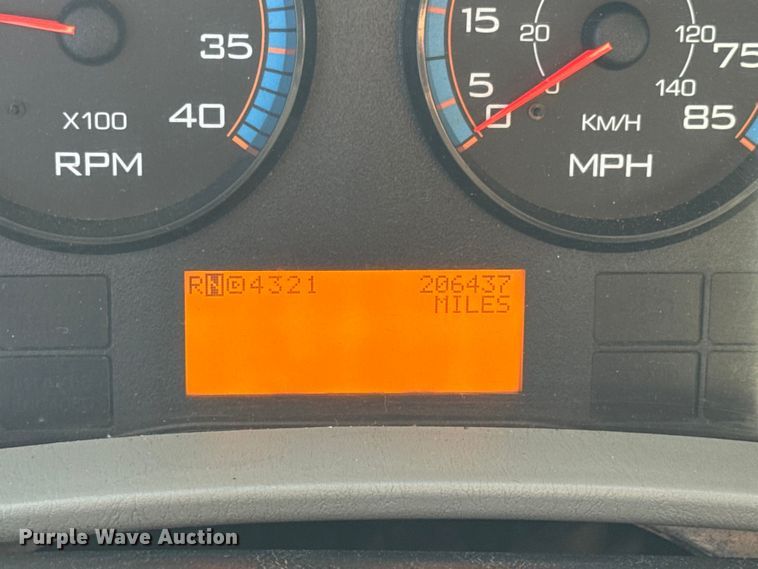 15
20
120
75
35
5
0
140
0
X100
40
KM/H
85
RPM
MPH
RND4321 206437
MILES
Purple Wave Auction